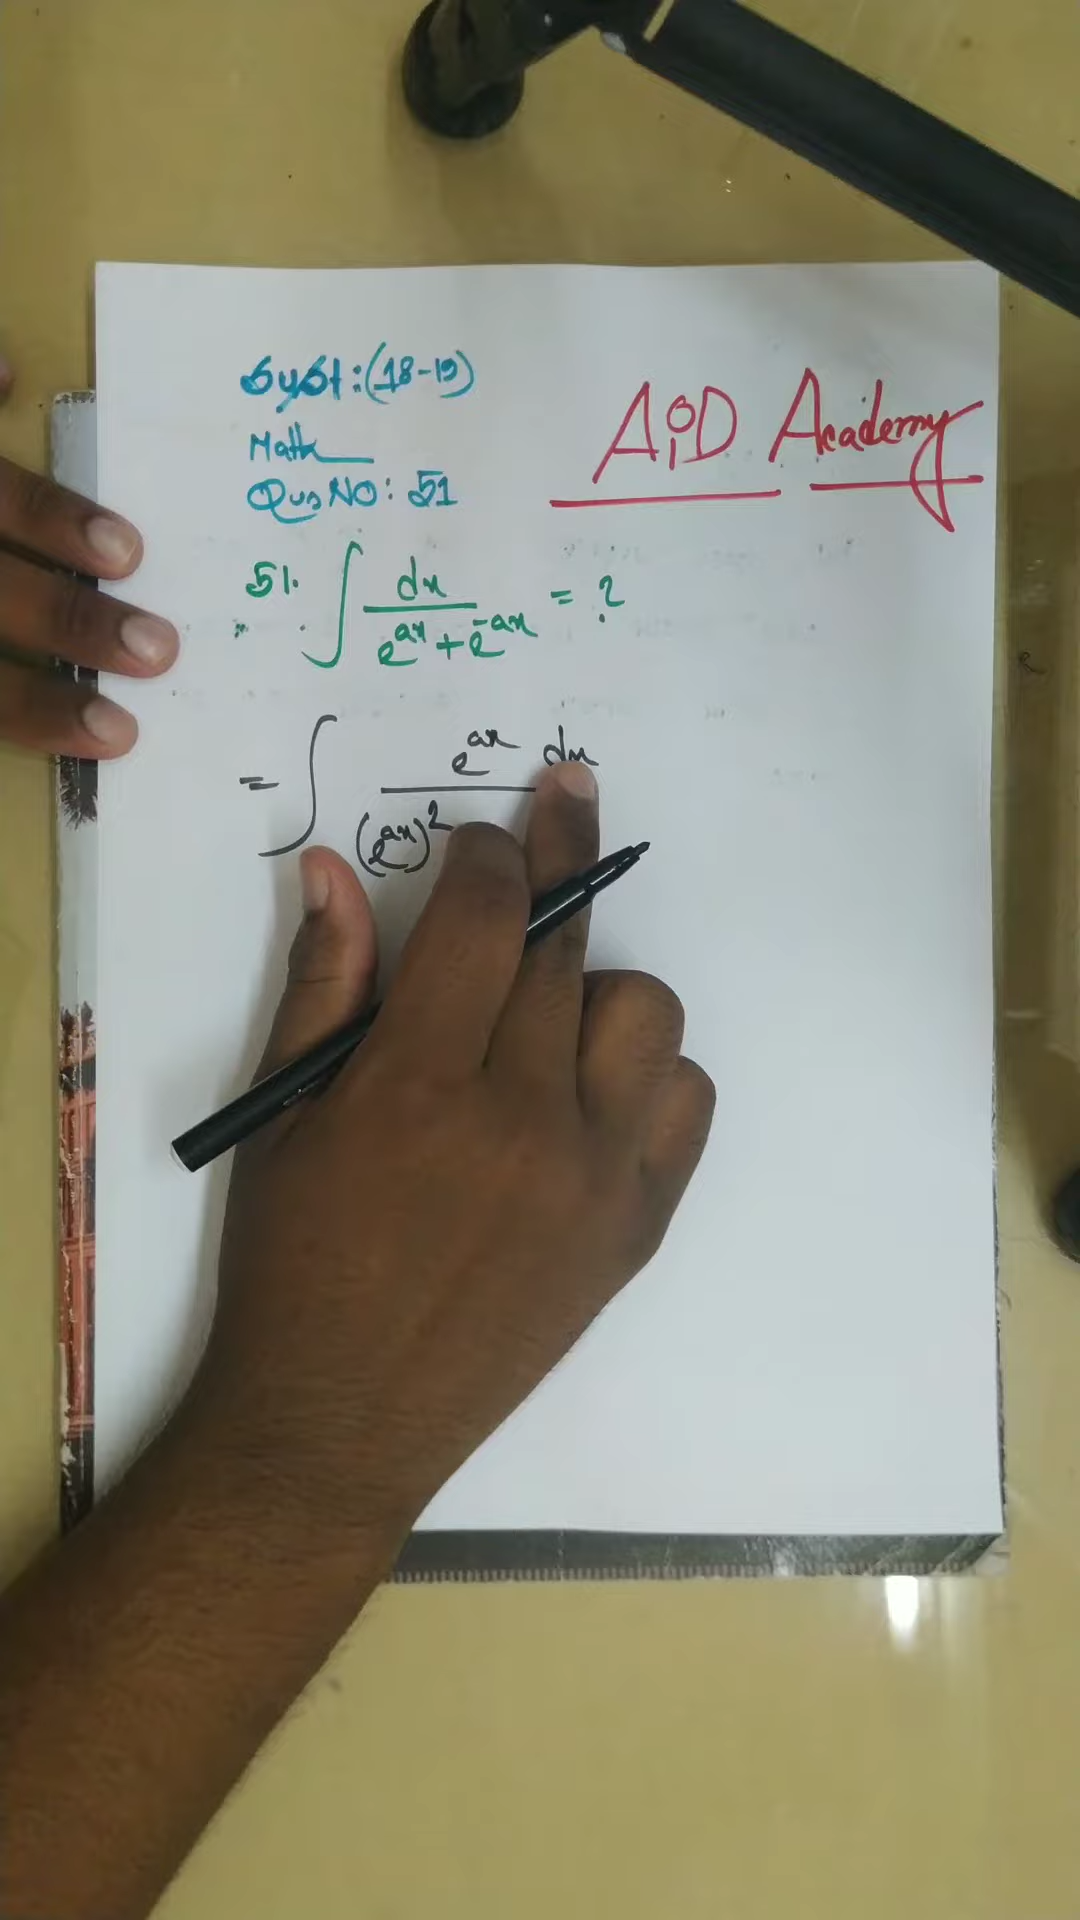 গুচ্ছ:(18-19)
AiD Academy
Math
Qus NO: 51
51. ∫ dx / (e^{ax} + e^{-ax}) = ?
= ∫ e^{ax} dx / (e^{ax})^2